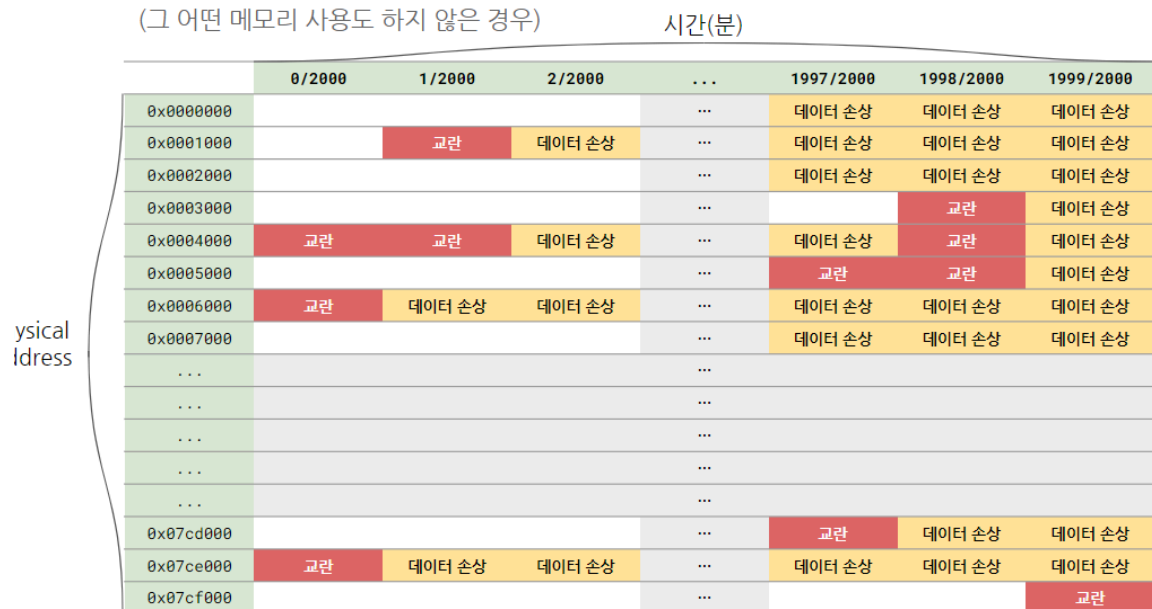 (그 어떤 메모리 사용도 하지 않은 경우)
시간(분)
0/2000 1/2000 2/2000 ... 1997/2000 1998/2000 1999/2000
0x0000000 ... 데이터 손상 데이터 손상 데이터 손상
0x0001000 교란 데이터 손상 ... 데이터 손상 데이터 손상 데이터 손상
0x0002000 ... 데이터 손상 데이터 손상 데이터 손상
0x0003000 ... 교란 데이터 손상
0x0004000 교란 교란 데이터 손상 ... 데이터 손상 교란 데이터 손상
0x0005000 ... 교란 교란 데이터 손상
0x0006000 교란 데이터 손상 데이터 손상 ... 데이터 손상 데이터 손상 데이터 손상
ysical
ddress
0x0007000 ... 데이터 손상 데이터 손상 데이터 손상
... ...
... ...
... ...
... ...
... ...
0x07cd000 ... 교란 데이터 손상 데이터 손상
0x07ce000 교란 데이터 손상 데이터 손상 ... 데이터 손상 데이터 손상 데이터 손상
0x07cf000 ... 교란